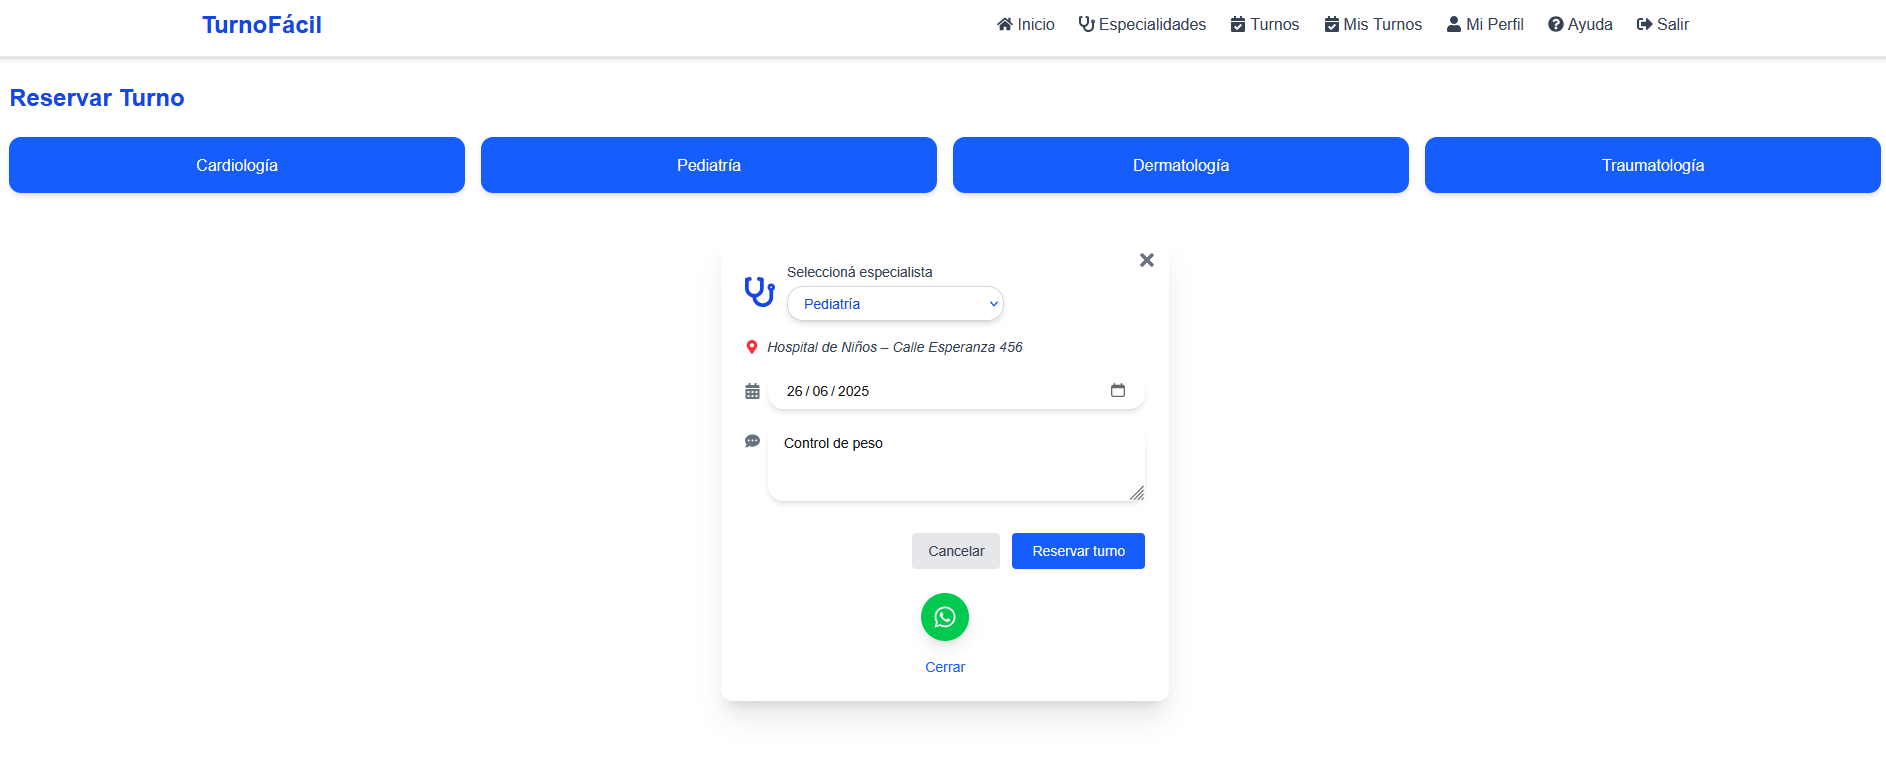 TurnoFácil
Inicio
Especialidades
Turnos
Mis Turnos
Mi Perfil
Ayuda
Salir
Reservar Turno
Cardiología
Pediatría
Dermatología
Traumatología
Seleccioná especialista
Pediatría
Hospital de Niños – Calle Esperanza 456
26 / 06 / 2025
Control de peso
Cancelar
Reservar turno
Cerrar